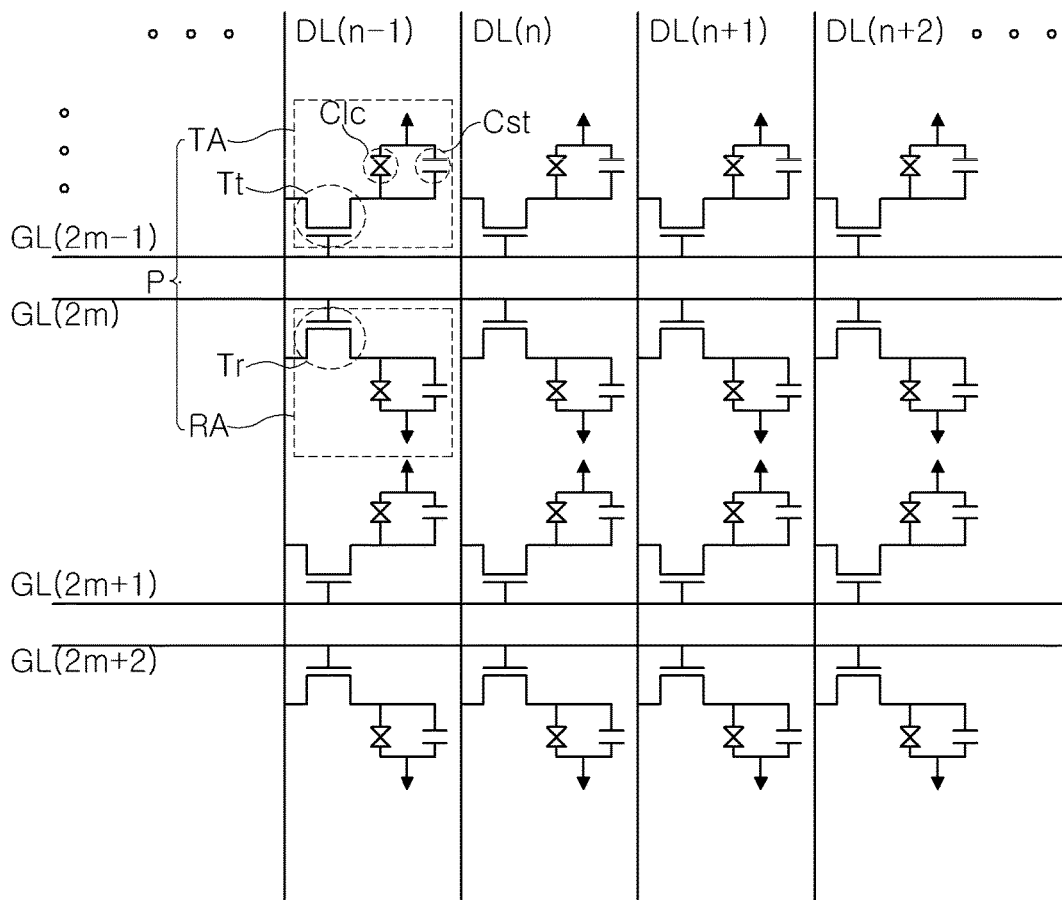 DL(n-1) DL(n) DL(n+1) DL(n+2)
Clc
Cst
TA
Tt
GL(2m-1)
P
GL(2m)
Tr
RA
GL(2m+1)
GL(2m+2)